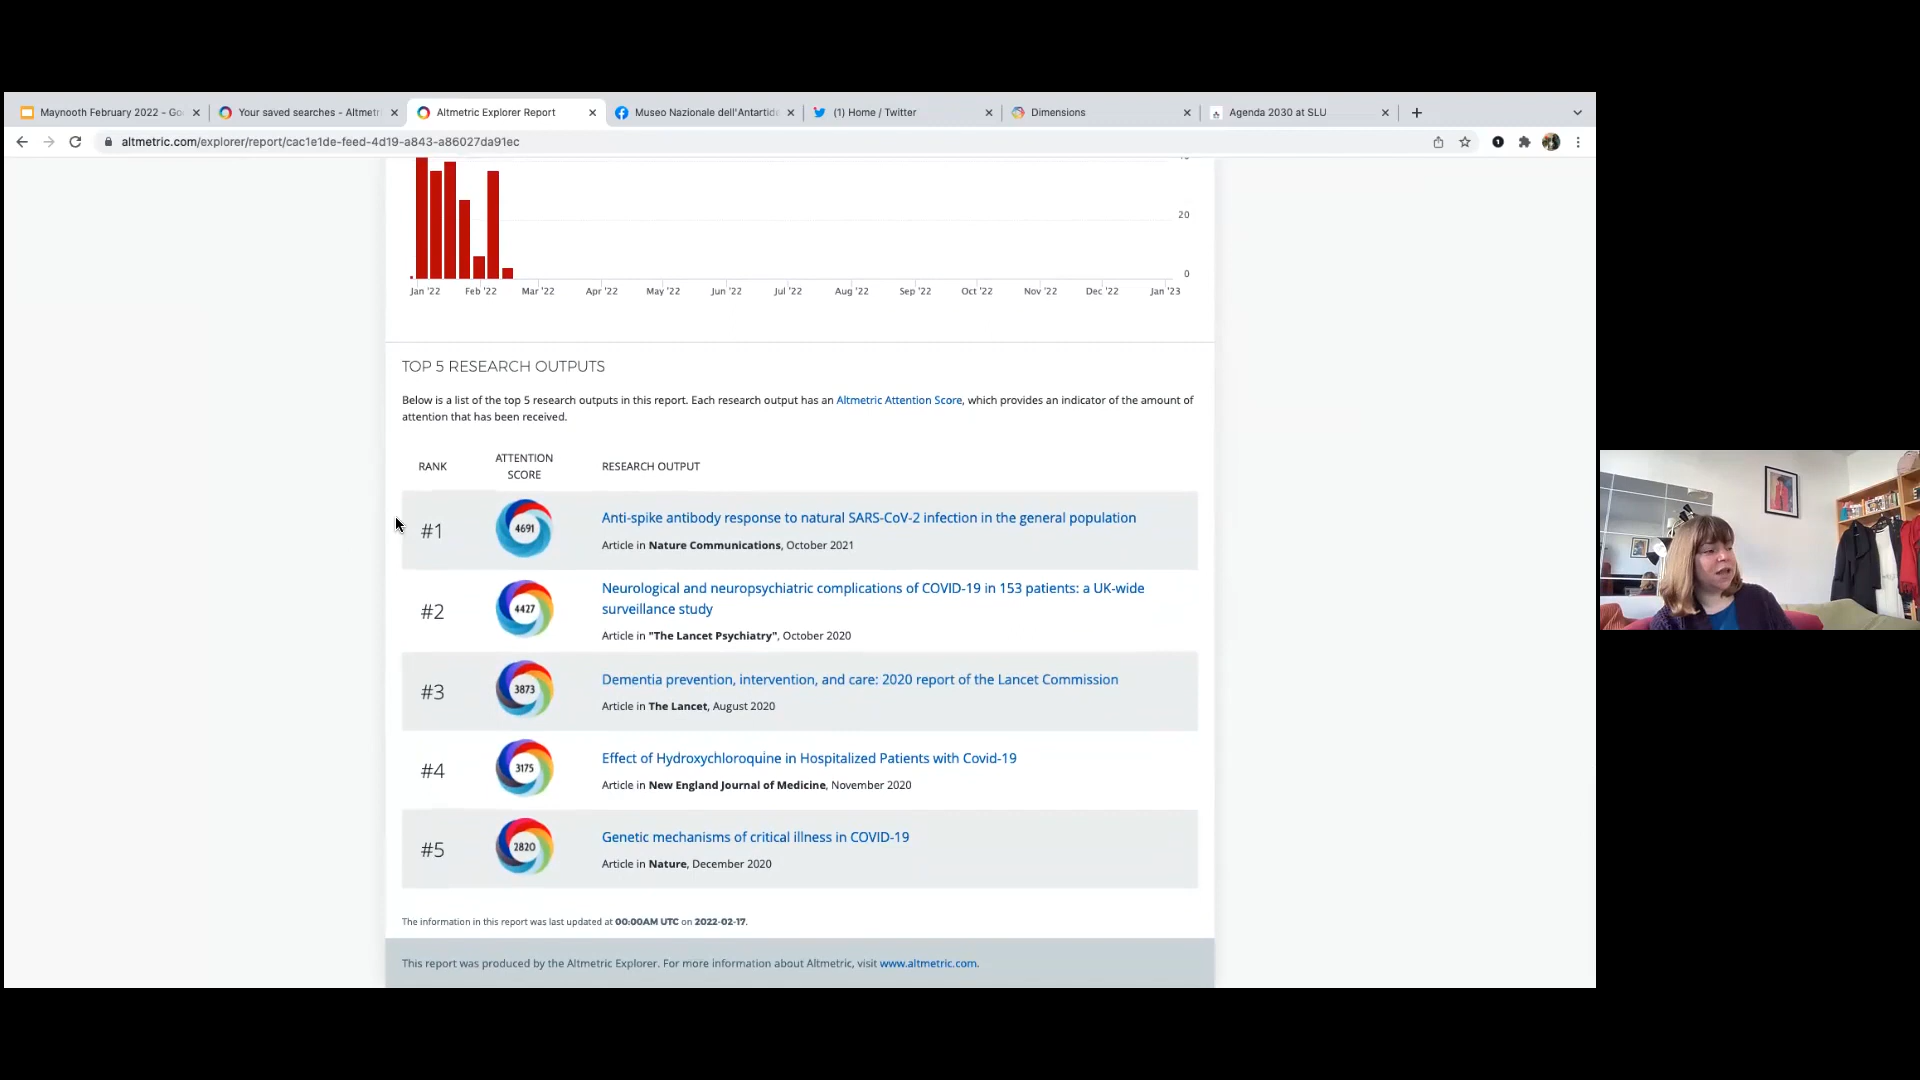 Maynooth February 2022 - Go
Your saved searches - Altmetri
Altmetric Explorer Report
Museo Nazionale dell'Antartide
(1) Home / Twitter
Dimensions
Agenda 2030 at SLU
altmetric.com/explorer/report/cac1e1de-feed-4d19-a843-a86027da91ec
20
0
Jan '22 Feb '22 Mar '22 Apr '22 May '22 Jun '22 Jul '22 Aug '22 Sep '22 Oct '22 Nov '22 Dec '22 Jan '23
TOP 5 RESEARCH OUTPUTS
Below is a list of the top 5 research outputs in this report. Each research output has an Altmetric Attention Score, which provides an indicator of the amount of
attention that has been received.
RANK
ATTENTION
SCORE
RESEARCH OUTPUT
#1
4691
Anti-spike antibody response to natural SARS-CoV-2 infection in the general population
Article in Nature Communications, October 2021
#2
4427
Neurological and neuropsychiatric complications of COVID-19 in 153 patients: a UK-wide
surveillance study
Article in "The Lancet Psychiatry", October 2020
#3
3873
Dementia prevention, intervention, and care: 2020 report of the Lancet Commission
Article in The Lancet, August 2020
#4
3175
Effect of Hydroxychloroquine in Hospitalized Patients with Covid-19
Article in New England Journal of Medicine, November 2020
#5
2820
Genetic mechanisms of critical illness in COVID-19
Article in Nature, December 2020
The information in this report was last updated at 00:00AM UTC on 2022-02-17.
This report was produced by the Altmetric Explorer. For more information about Altmetric, visit www.altmetric.com.